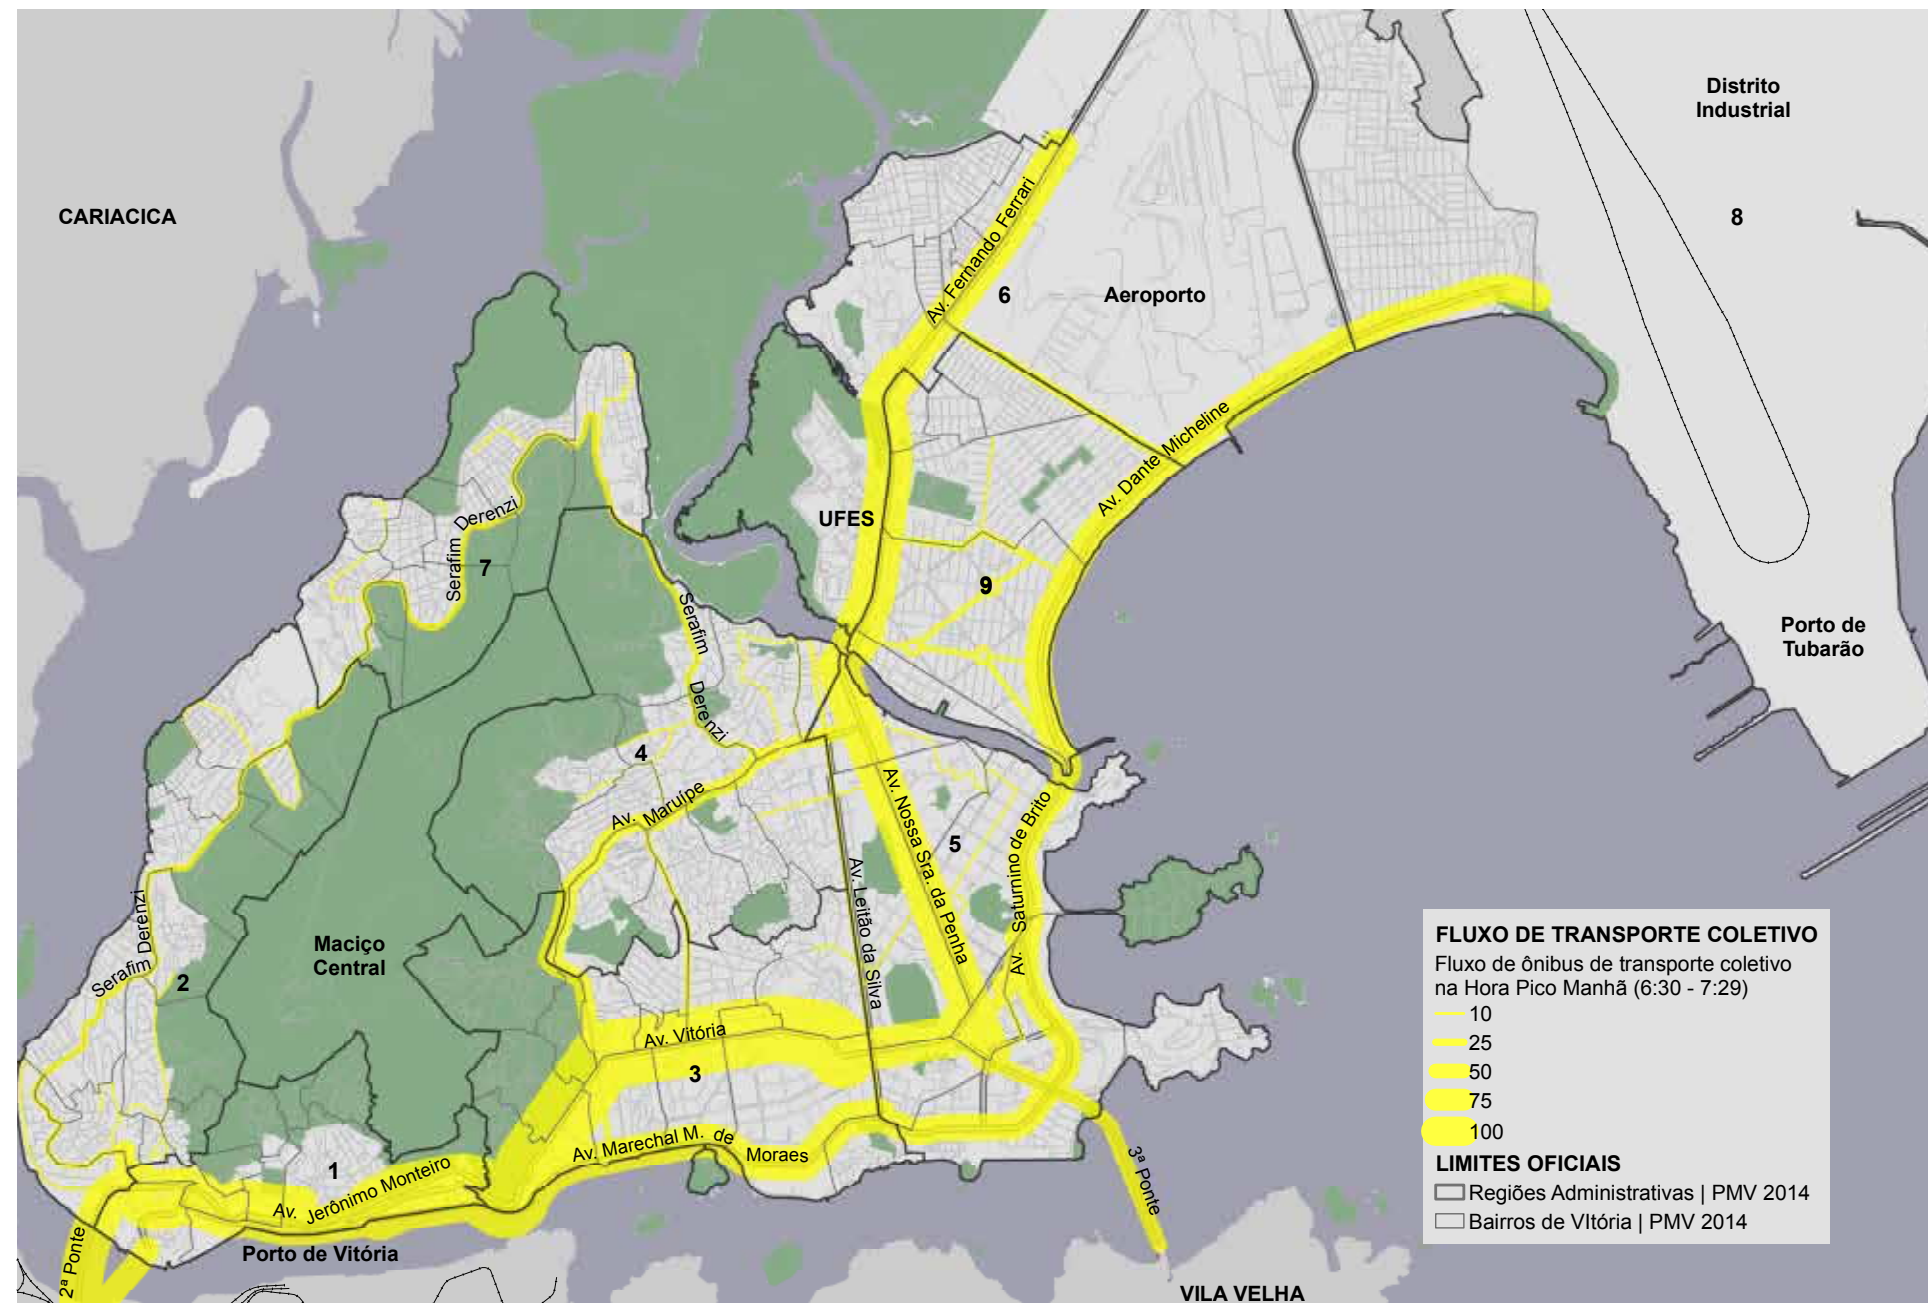 Distrito
Industrial
CARIACICA
8
Av. Fernando Ferrari
6
Aeroporto
Av. Dante Micheline
UFES
Serafim Derenzi
7
9
Serafim
Derenzi
Porto de
Tubarão
4
Av. Maruípe
Av. Nossa Sra. da Penha
5
Av. Saturnino de Brito
Av. Leitão da Silva
Serafim Derenzi
2
Maciço
Central
Av. Vitória
3
Av. Marechal M. de Moraes
1
Av. Jerônimo Monteiro
3ª Ponte
2ª Ponte
Porto de Vitória
VILA VELHA
FLUXO DE TRANSPORTE COLETIVO
Fluxo de ônibus de transporte coletivo
na Hora Pico Manhã (6:30 - 7:29)
10
25
50
75
100
LIMITES OFICIAIS
Regiões Administrativas | PMV 2014
Bairros de VItória | PMV 2014